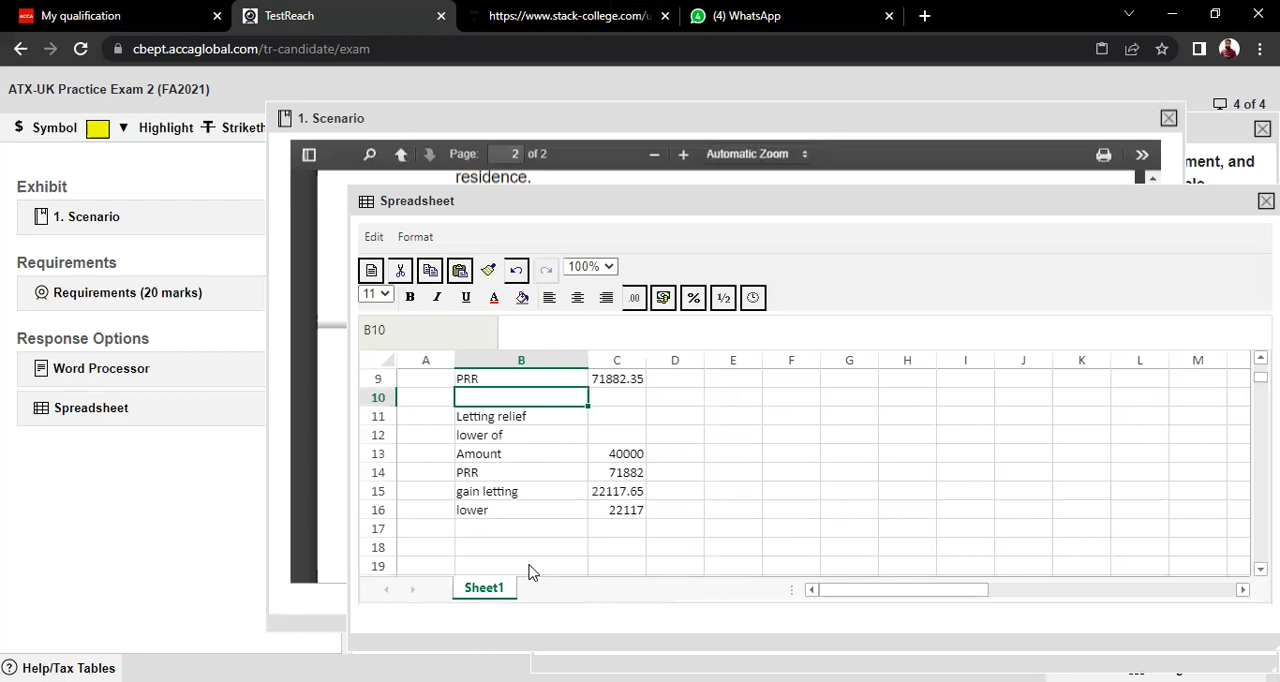 My qualification
TestReach
https://www.stack-college.com/u
(4) WhatsApp
cbept.accaglobal.com/tr-candidate/exam
ATX-UK Practice Exam 2 (FA2021)
4 of 4
$ Symbol
Highlight
Striketh
Exhibit
1. Scenario
Requirements
Requirements (20 marks)
Response Options
Word Processor
Spreadsheet
Help/Tax Tables
1. Scenario
Page: 2 of 2
Automatic Zoom
residence.
ment, and
Spreadsheet
Edit Format
100%
11 B I U A .00 % 1/2
B10
A B C D E F G H I J K L M
9 PRR 71882.35
10
11 Letting relief
12 lower of
13 Amount 40000
14 PRR 71882
15 gain letting 22117.65
16 lower 22117
17
18
19
Sheet1